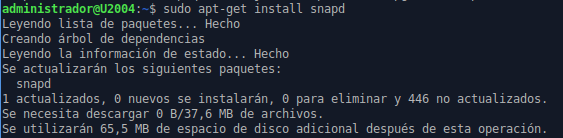 administrador@U2004:~$ sudo apt-get install snapd
Leyendo lista de paquetes... Hecho
Creando árbol de dependencias
Leyendo la información de estado... Hecho
Se actualizarán los siguientes paquetes:
  snapd
1 actualizados, 0 nuevos se instalarán, 0 para eliminar y 446 no actualizados.
Se necesita descargar 0 B/37,6 MB de archivos.
Se utilizarán 65,5 MB de espacio de disco adicional después de esta operación.